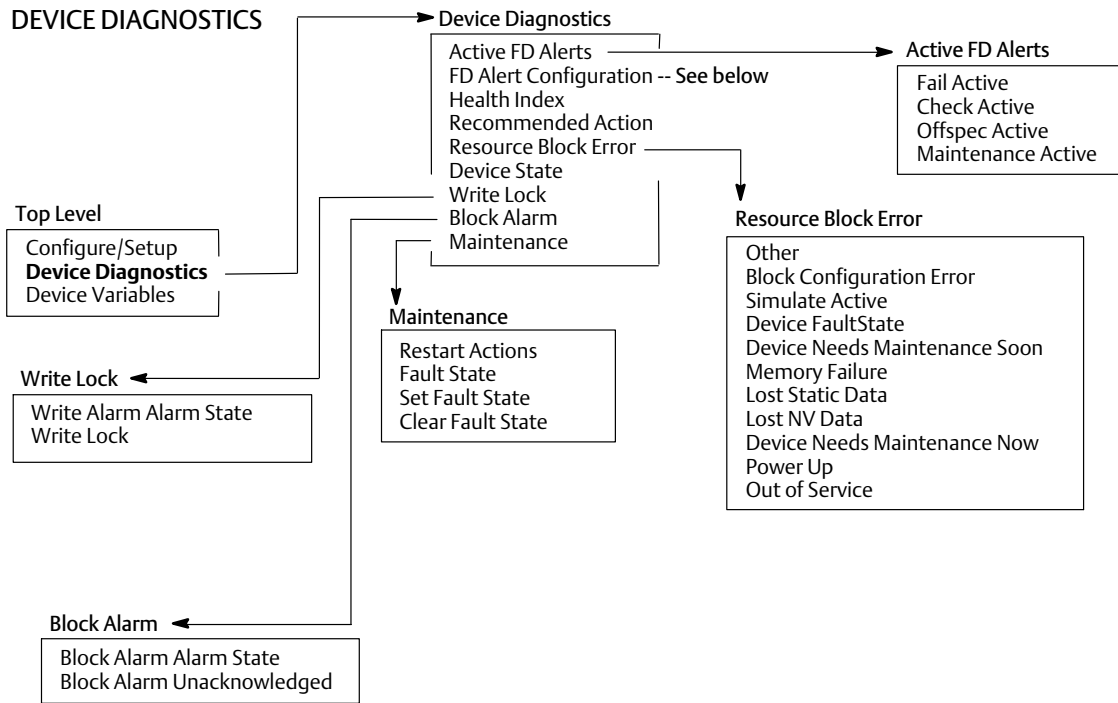 DEVICE DIAGNOSTICS
Device Diagnostics
Active FD Alerts
FD Alert Configuration -- See below
Health Index
Recommended Action
Resource Block Error
Device State
Write Lock
Block Alarm
Maintenance
Active FD Alerts
Fail Active
Check Active
Offspec Active
Maintenance Active
Top Level
Configure/Setup
Device Diagnostics
Device Variables
Resource Block Error
Other
Block Configuration Error
Simulate Active
Device FaultState
Device Needs Maintenance Soon
Memory Failure
Lost Static Data
Lost NV Data
Device Needs Maintenance Now
Power Up
Out of Service
Maintenance
Restart Actions
Fault State
Set Fault State
Clear Fault State
Write Lock
Write Alarm Alarm State
Write Lock
Block Alarm
Block Alarm Alarm State
Block Alarm Unacknowledged